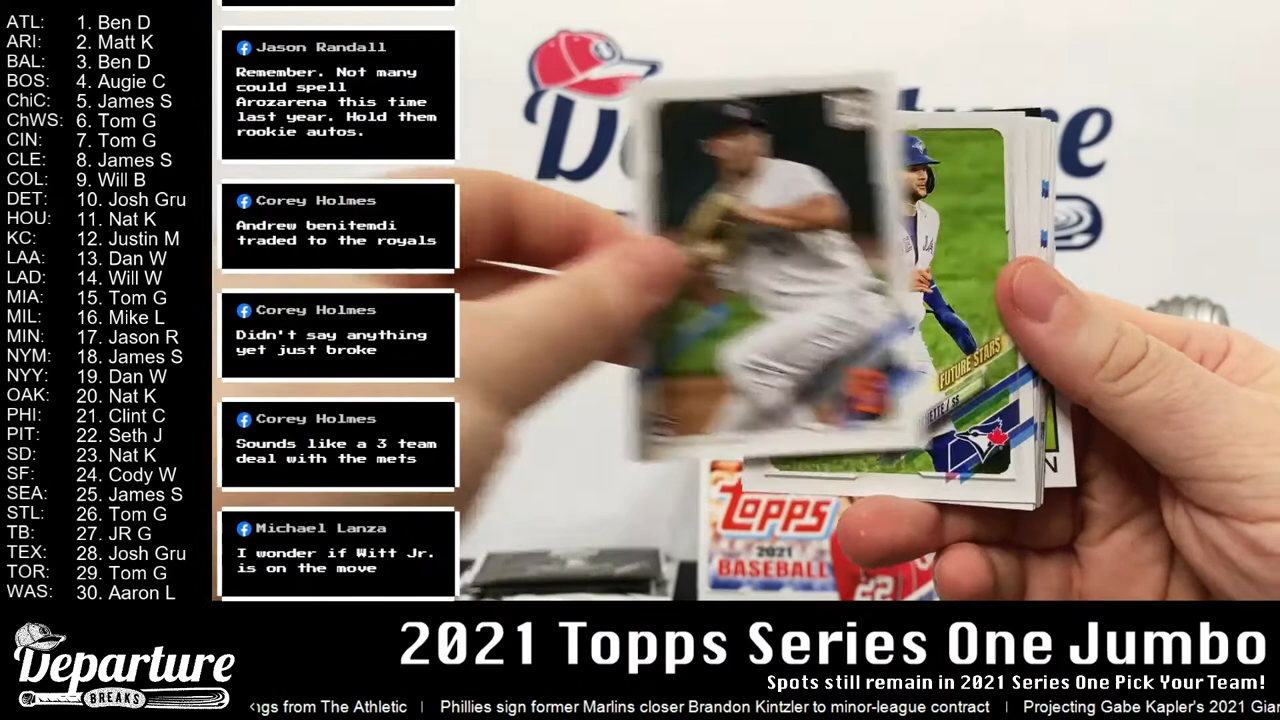 ATL: 1. Ben D
ARI: 2. Matt K
BAL: 3. Ben D
BOS: 4. Augie C
ChiC: 5. James S
ChWS: 6. Tom G
CIN: 7. Tom G
CLE: 8. James S
COL: 9. Will B
DET: 10. Josh Gru
HOU: 11. Nat K
KC: 12. Justin M
LAA: 13. Dan W
LAD: 14. Will W
MIA: 15. Tom G
MIL: 16. Mike L
MIN: 17. Jason R
NYM: 18. James S
NYY: 19. Dan W
OAK: 20. Nat K
PHI: 21. Clint C
PIT: 22. Seth J
SD: 23. Nat K
SF: 24. Cody W
SEA: 25. James S
STL: 26. Tom G
TB: 27. JR G
TEX: 28. Josh Gru
TOR: 29. Tom G
WAS: 30. Aaron L
Jason Randall
Remember. Not many
could spell
Arozarena this time
last year. Hold them
rookie autos.
Corey Holmes
Andrew benitemdi
traded to the royals
Corey Holmes
Didn't say anything
yet just broke
Corey Holmes
Sounds like a 3 team
deal with the mets
Michael Lanza
I wonder if Witt Jr.
is on the move
FUTURE STARS
/ SS
TOPPS
2021
BASEBALL
Departure
BREAKS
2021 Topps Series One Jumbo
Spots still remain in 2021 Series One Pick Your Team!
from The Athletic | Phillies sign former Marlins closer Brandon Kintzler to minor-league contract | Projecting Gabe Kapler's 2021